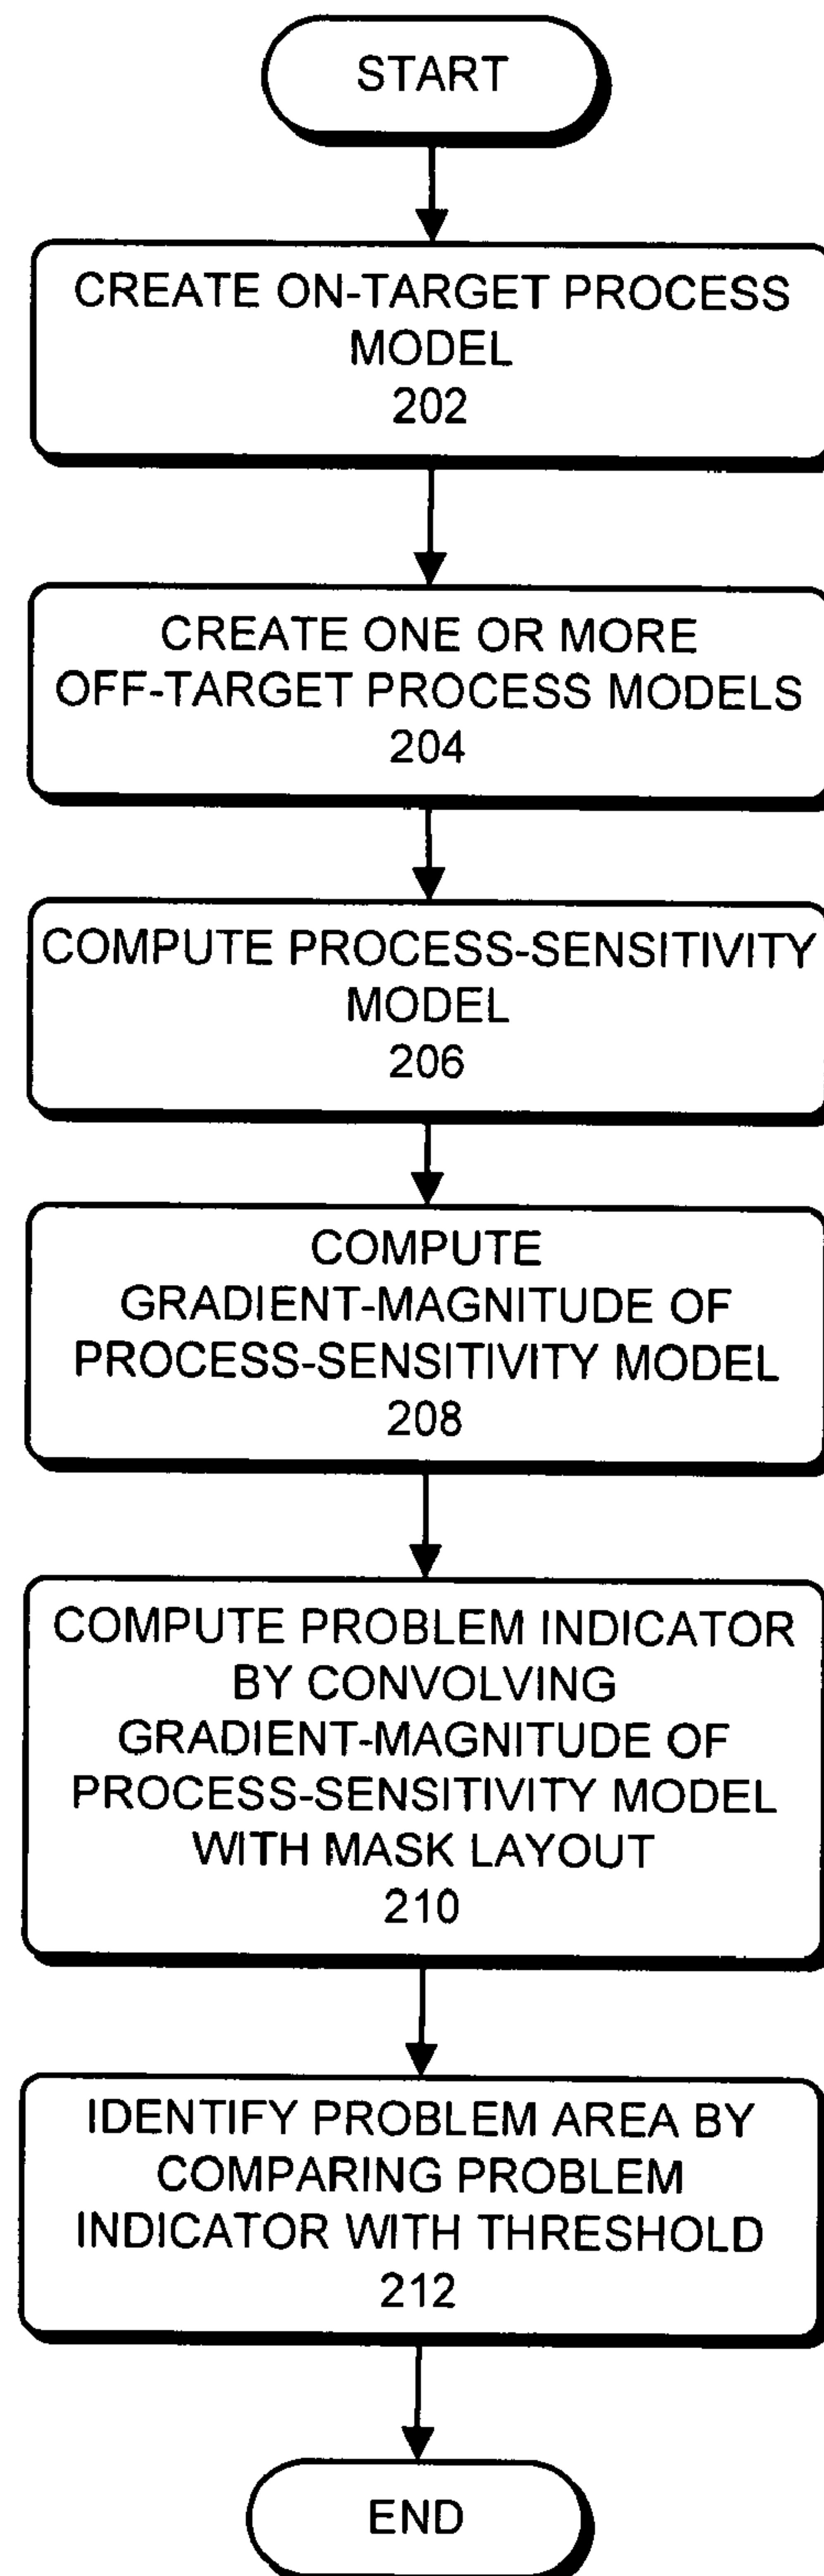 START
CREATE ON-TARGET PROCESS
MODEL
202
CREATE ONE OR MORE
OFF-TARGET PROCESS MODELS
204
COMPUTE PROCESS-SENSITIVITY
MODEL
206
COMPUTE
GRADIENT-MAGNITUDE OF
PROCESS-SENSITIVITY MODEL
208
COMPUTE PROBLEM INDICATOR
BY CONVOLVING
GRADIENT-MAGNITUDE OF
PROCESS-SENSITIVITY MODEL
WITH MASK LAYOUT
210
IDENTIFY PROBLEM AREA BY
COMPARING PROBLEM
INDICATOR WITH THRESHOLD
212
END